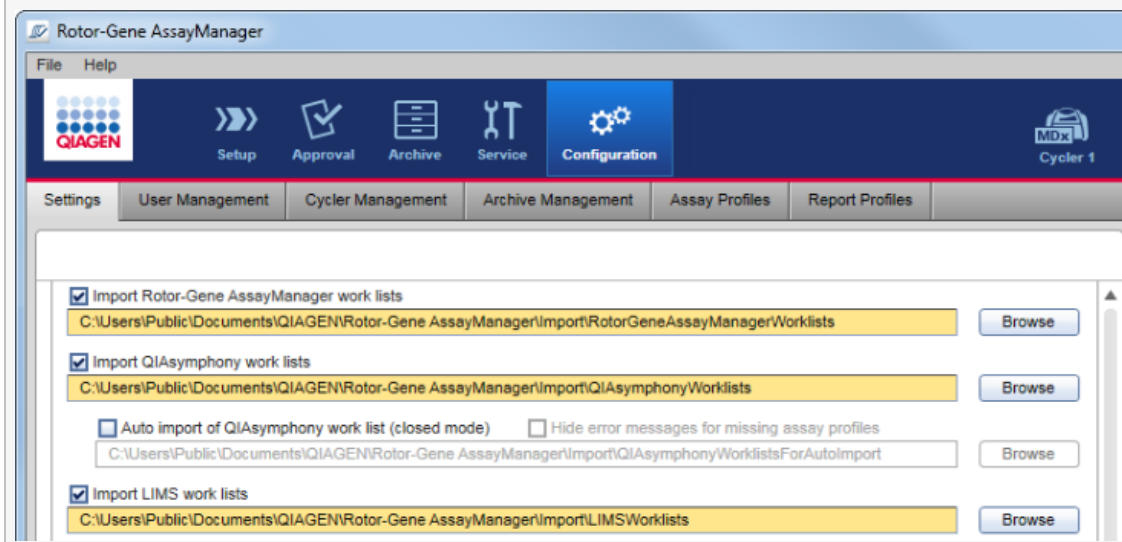 Rotor-Gene AssayManager
File Help
QIAGEN
Setup
Approval
Archive
Service
Configuration
MDx
Cycler 1
Settings
User Management
Cycler Management
Archive Management
Assay Profiles
Report Profiles
Import Rotor-Gene AssayManager work lists
C:\Users\Public\Documents\QIAGEN\Rotor-Gene AssayManager\Import\RotorGeneAssayManagerWorklists
Browse
Import QIAsymphony work lists
C:\Users\Public\Documents\QIAGEN\Rotor-Gene AssayManager\Import\QIAsymphonyWorklists
Browse
Auto import of QIAsymphony work list (closed mode)
Hide error messages for missing assay profiles
C:\Users\Public\Documents\QIAGEN\Rotor-Gene AssayManager\Import\QIAsymphonyWorklistsForAutoImport
Browse
Import LIMS work lists
C:\Users\Public\Documents\QIAGEN\Rotor-Gene AssayManager\Import\LIMSWorklists
Browse